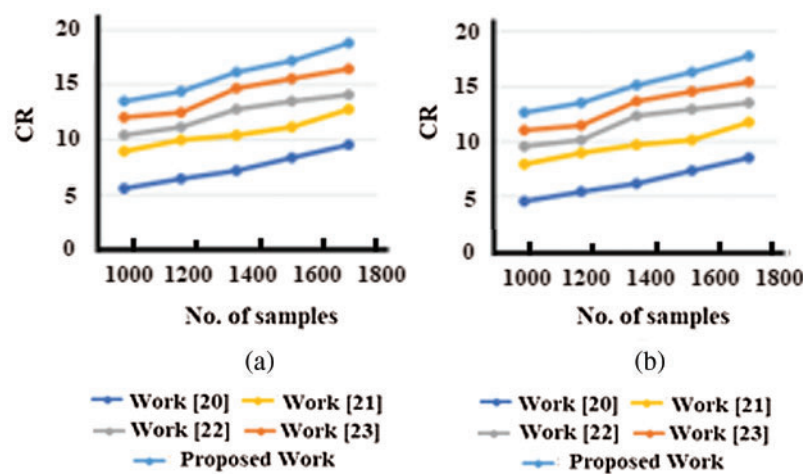 20
15
10
5
0
CR
1000 1200 1400 1600 1800
No. of samples
(a)
Work [20] Work [21]
Work [22] Work [23]
Proposed Work
20
15
10
5
0
CR
1000 1200 1400 1600 1800
No. of samples
(b)
Work [20] Work [21]
Work [22] Work [23]
Proposed Work